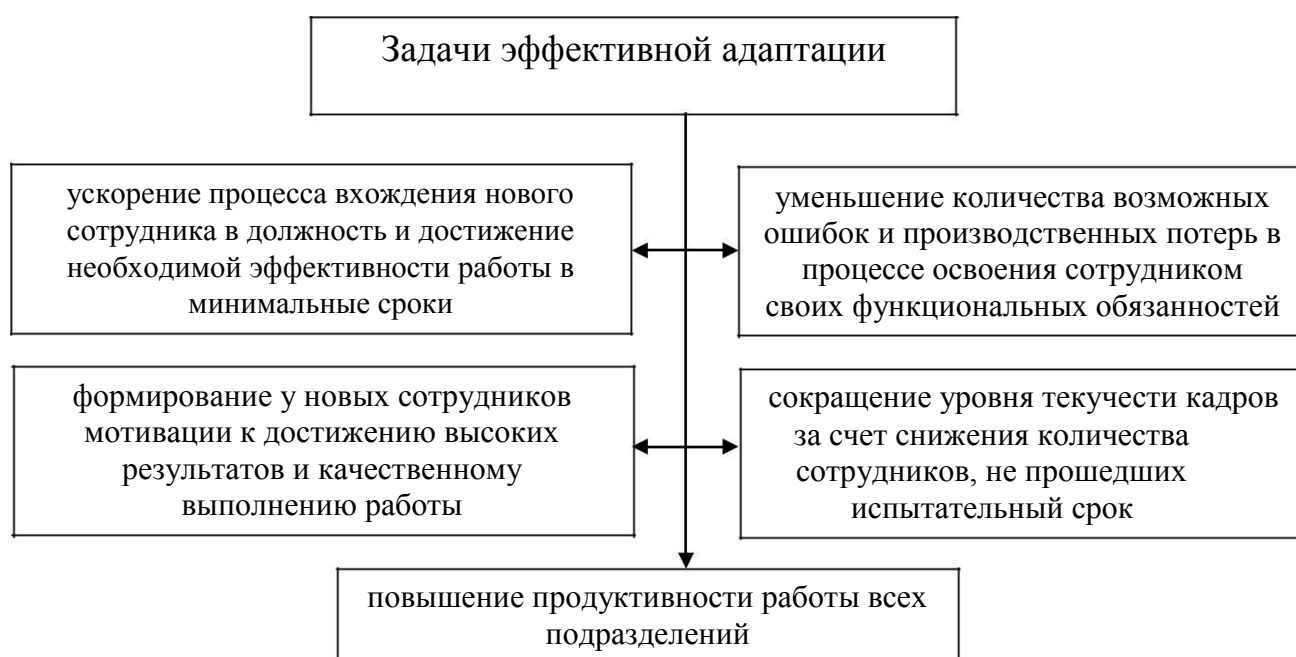 Задачи эффективной адаптации
ускорение процесса вхождения нового
сотрудника в должность и достижение
необходимой эффективности работы в
минимальные сроки
уменьшение количества возможных
ошибок и производственных потерь в
процессе освоения сотрудником
своих функциональных обязанностей
формирование у новых сотрудников
мотивации к достижению высоких
результатов и качественному
выполнению работы
сокращение уровня текучести кадров
за счет снижения количества
сотрудников, не прошедших
испытательный срок
повышение продуктивности работы всех
подразделений